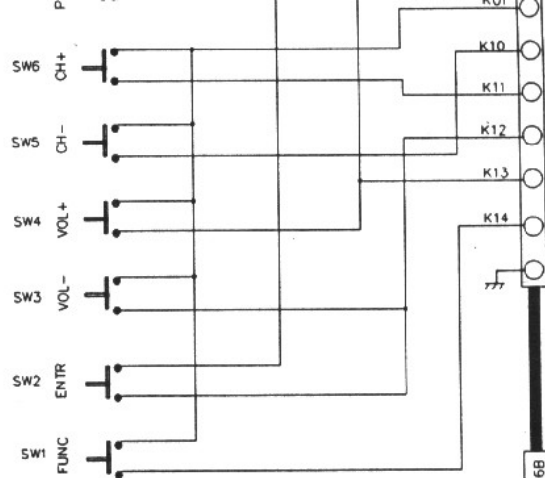 P
K01
SW6 CH+
K10
K11
SW5 CH-
K12
K13
SW4 VOL+
K14
SW3 VOL-
SW2 ENTR
SW1 FUNC
6B